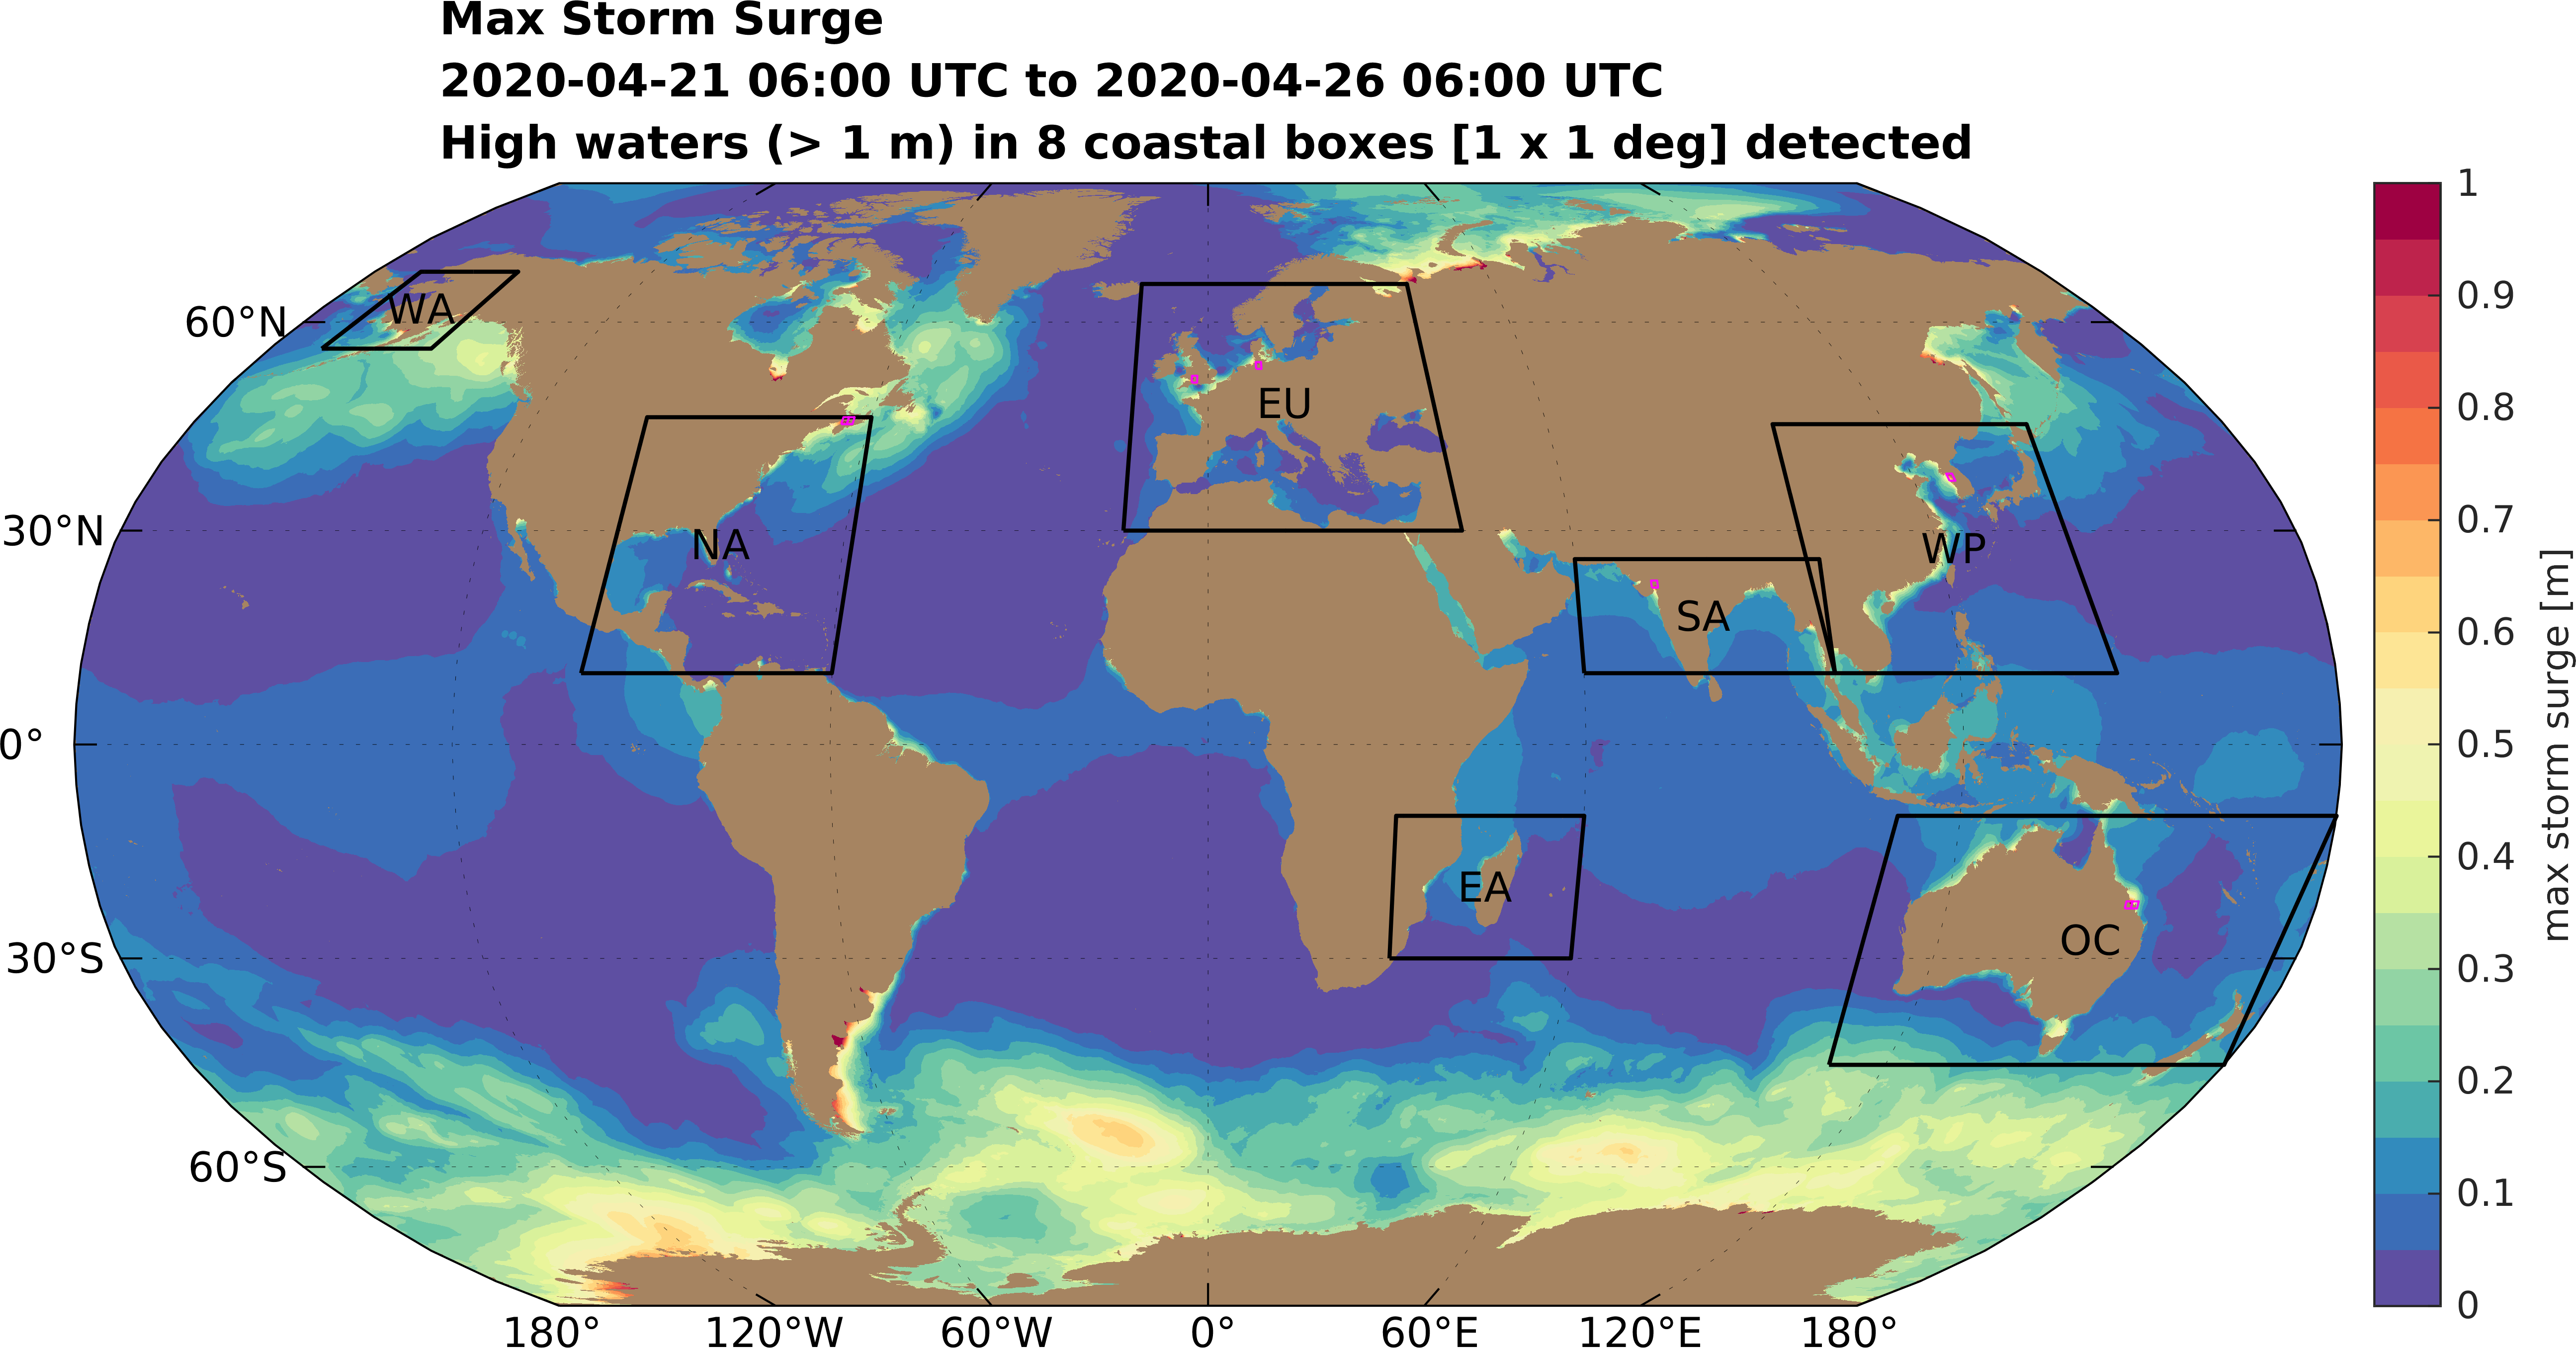 Max Storm Surge
2020-04-21 06:00 UTC to 2020-04-26 06:00 UTC
High waters (> 1 m) in 8 coastal boxes [1 x 1 deg] detected
60°N
30°N
0°
30°S
60°S
WA
NA
EU
SA
WP
EA
OC
180°
120°W
60°W
0°
60°E
120°E
180°
1
0.9
0.8
0.7
0.6
0.5
0.4
0.3
0.2
0.1
0
max storm surge [m]